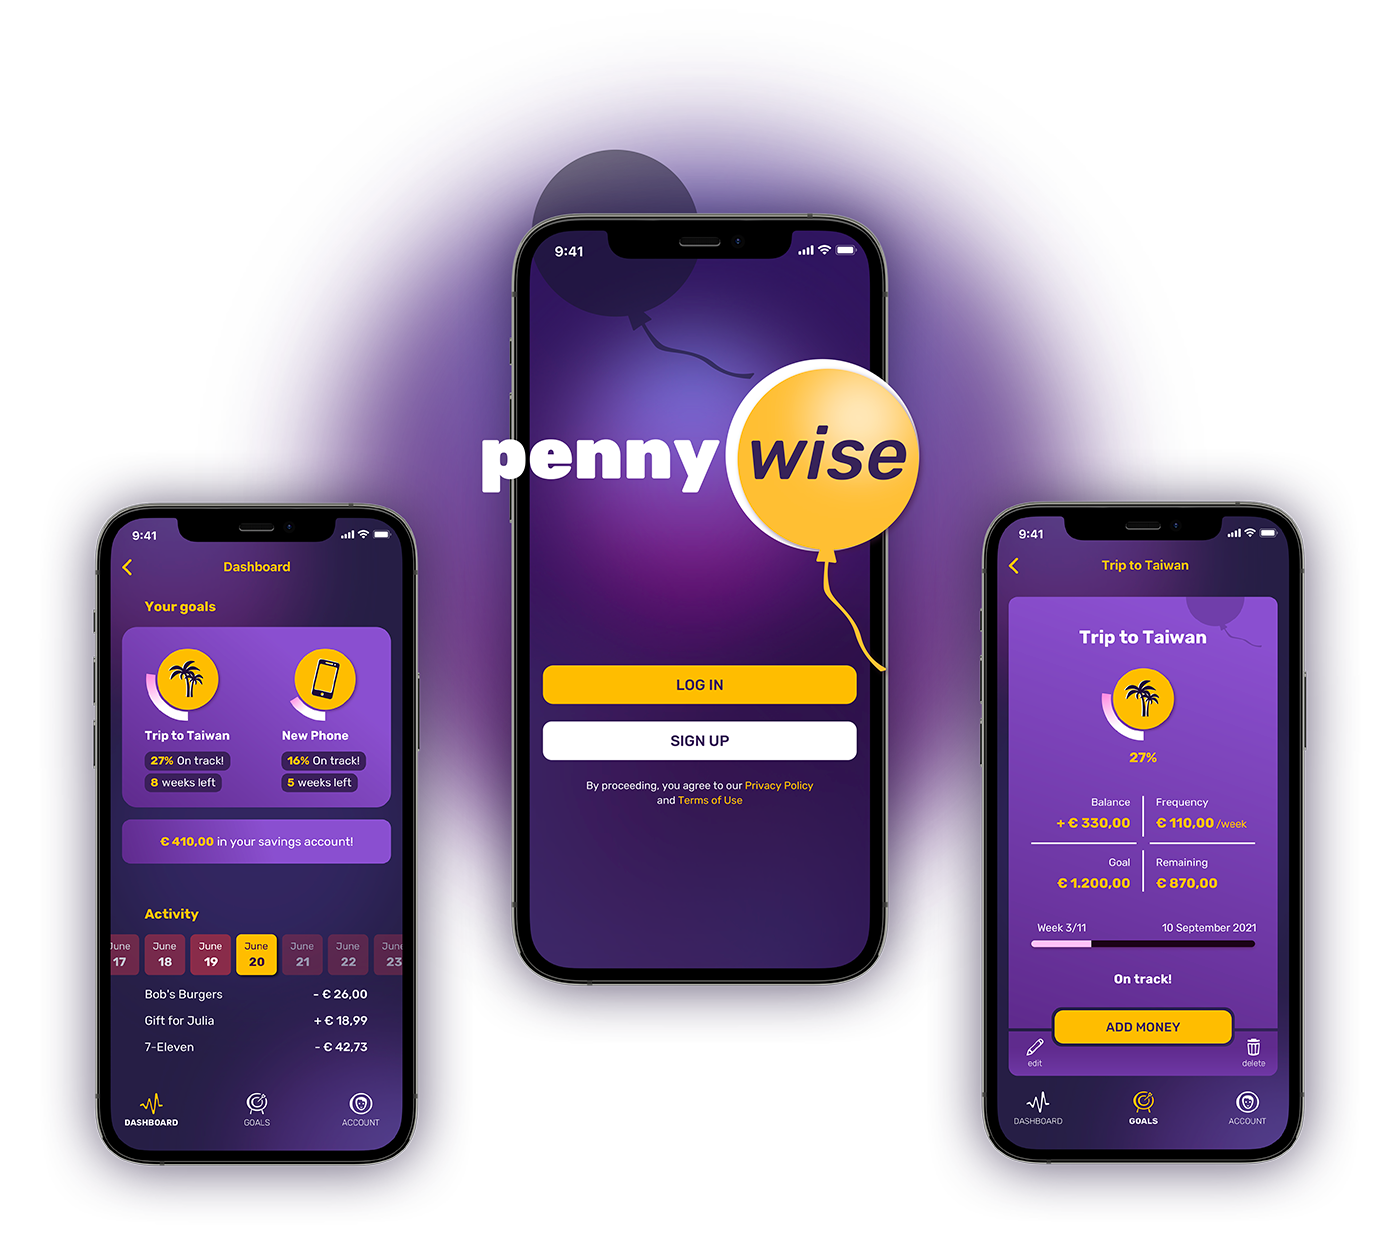 9:41
penny wise
LOG IN
SIGN UP
By proceeding, you agree to our Privacy Policy
and Terms of Use
9:41
Dashboard
Your goals
Trip to Taiwan
27% On track!
8 weeks left
New Phone
16% On track!
5 weeks left
€ 410,00 in your savings account!
Activity
June June June June June June June
17 18 19 20 21 22 23
Bob's Burgers - € 26,00
Gift for Julia + € 18,99
7-Eleven - € 42,73
DASHBOARD GOALS ACCOUNT
9:41
Trip to Taiwan
Trip to Taiwan
27%
Balance Frequency
+ € 330,00 € 110,00 /week
Goal Remaining
€ 1.200,00 € 870,00
Week 3/11 10 September 2021
On track!
ADD MONEY
edit delete
DASHBOARD GOALS ACCOUNT